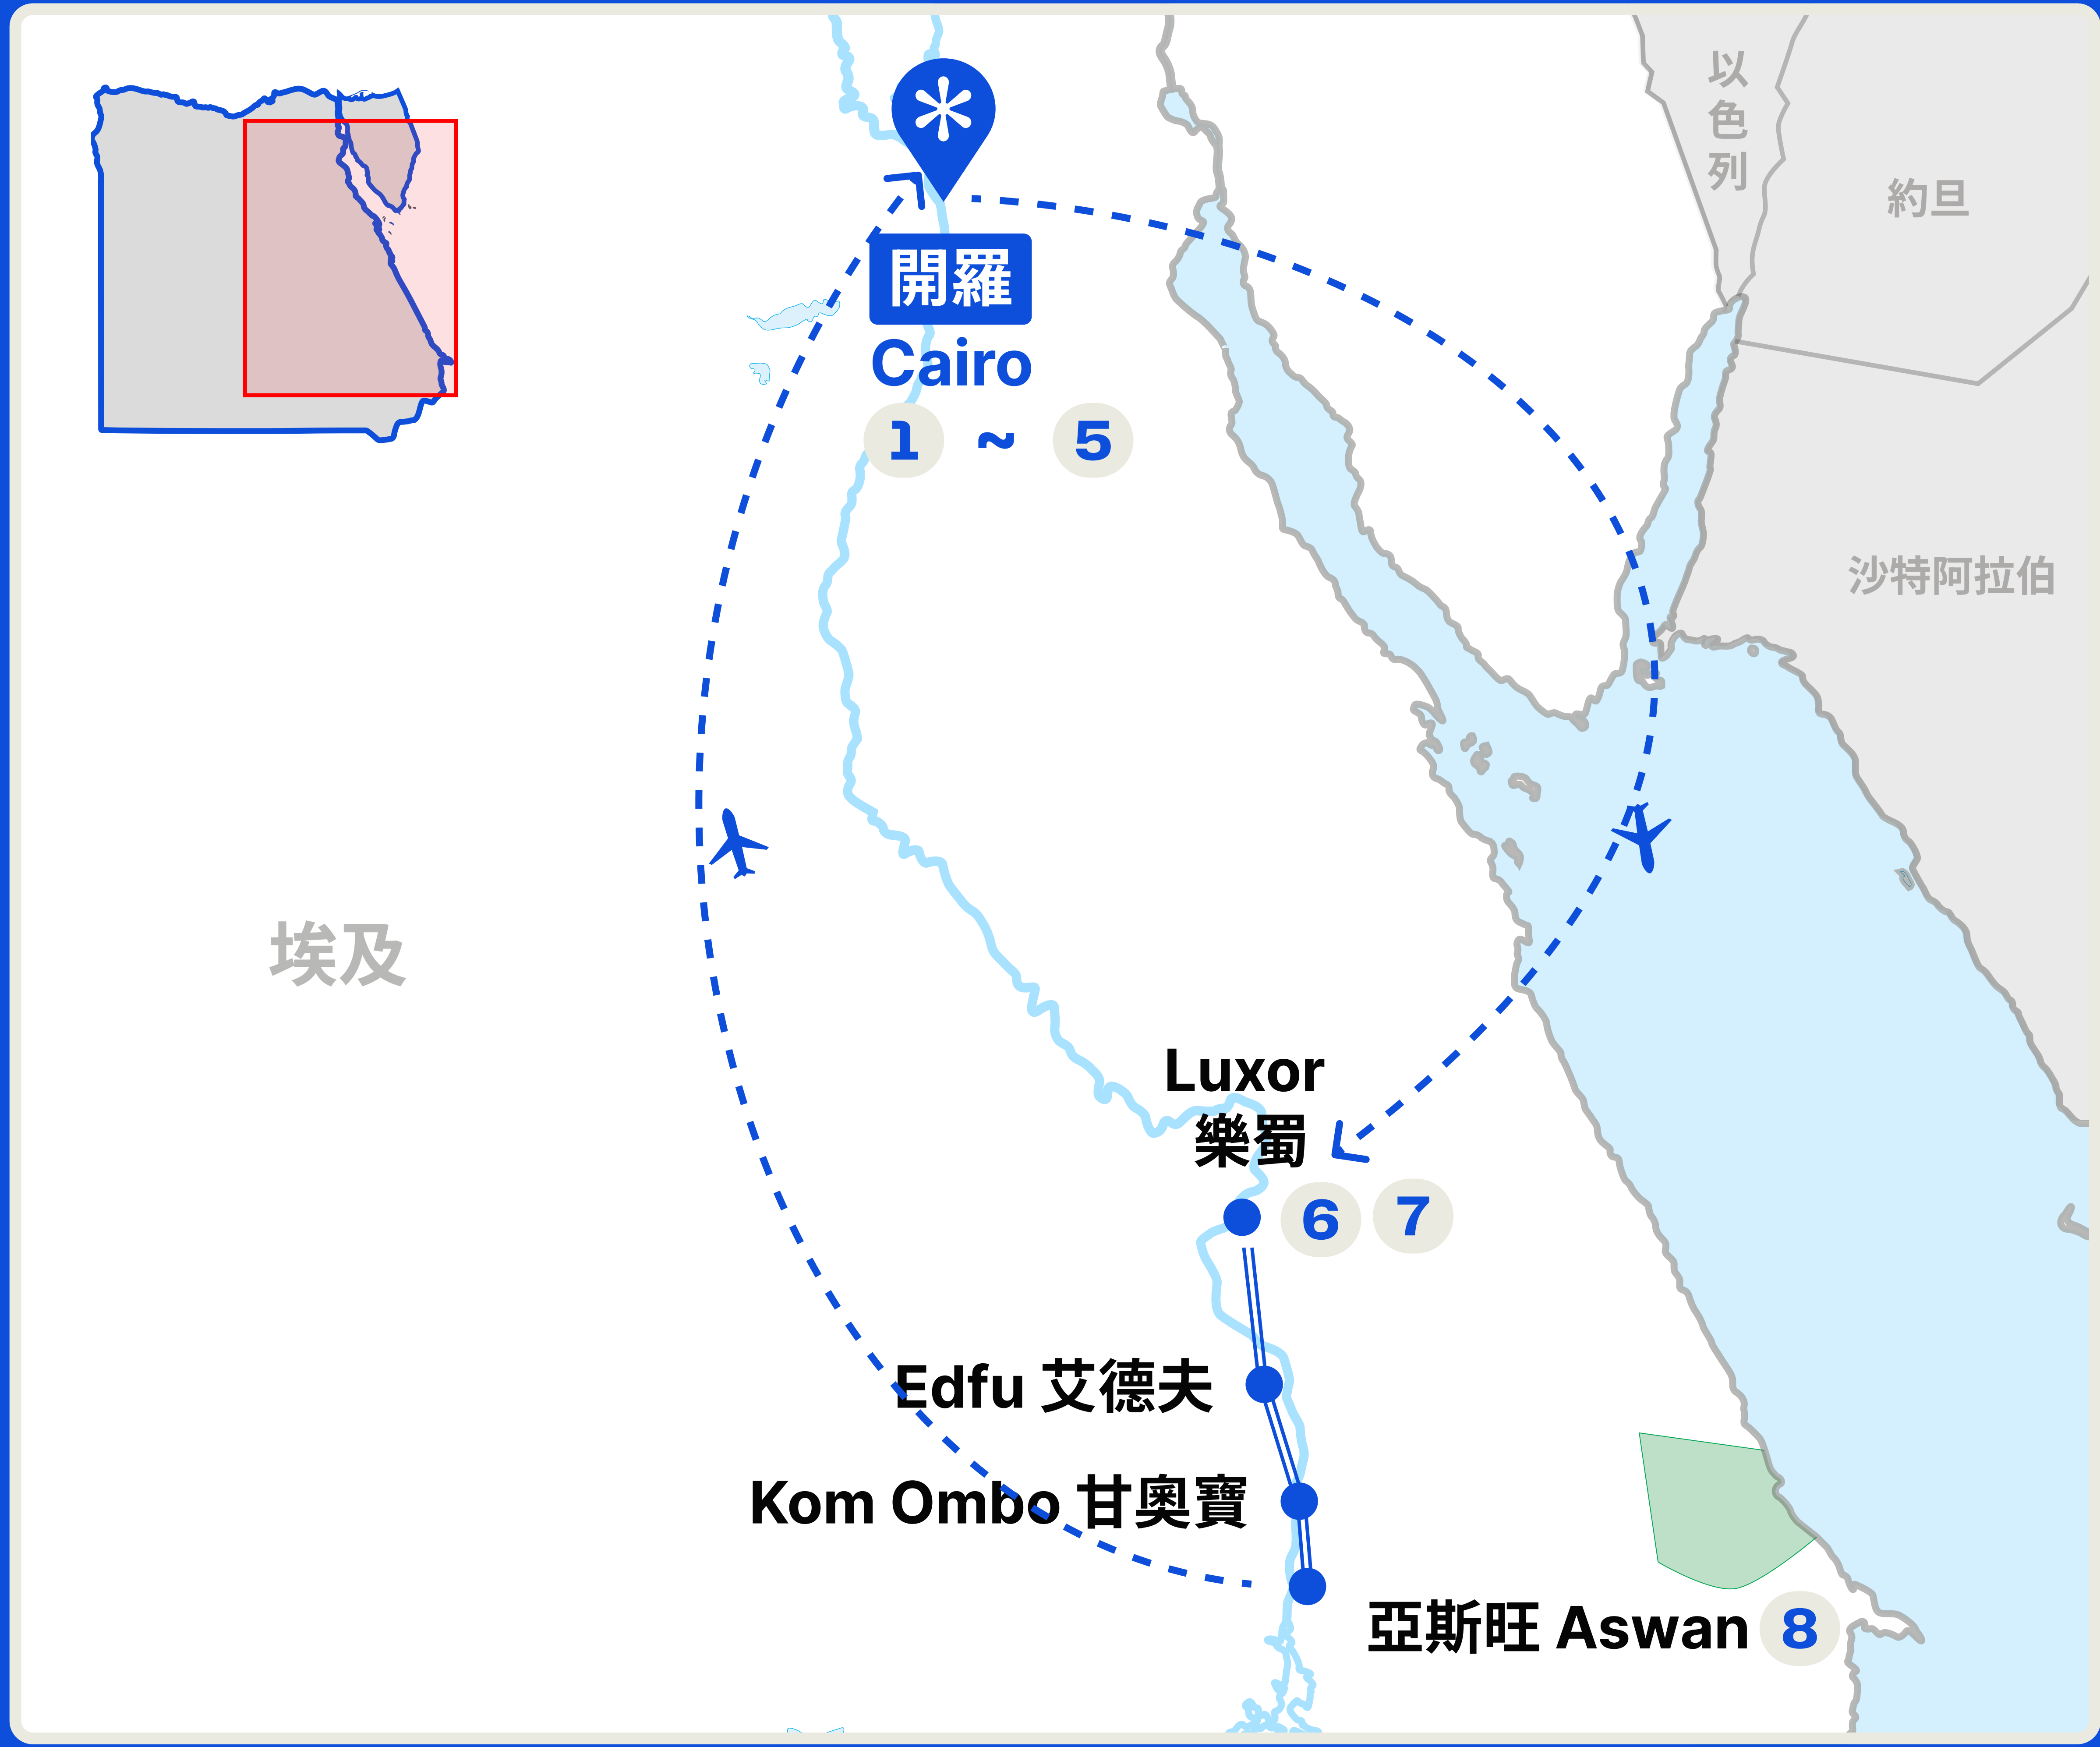 以色列
約旦
開羅
Cairo
1 ~ 5
沙特阿拉伯
埃及
Luxor
樂蜀
6 7
Edfu 艾德夫
Kom Ombo 甘奧寶
亞斯旺 Aswan 8